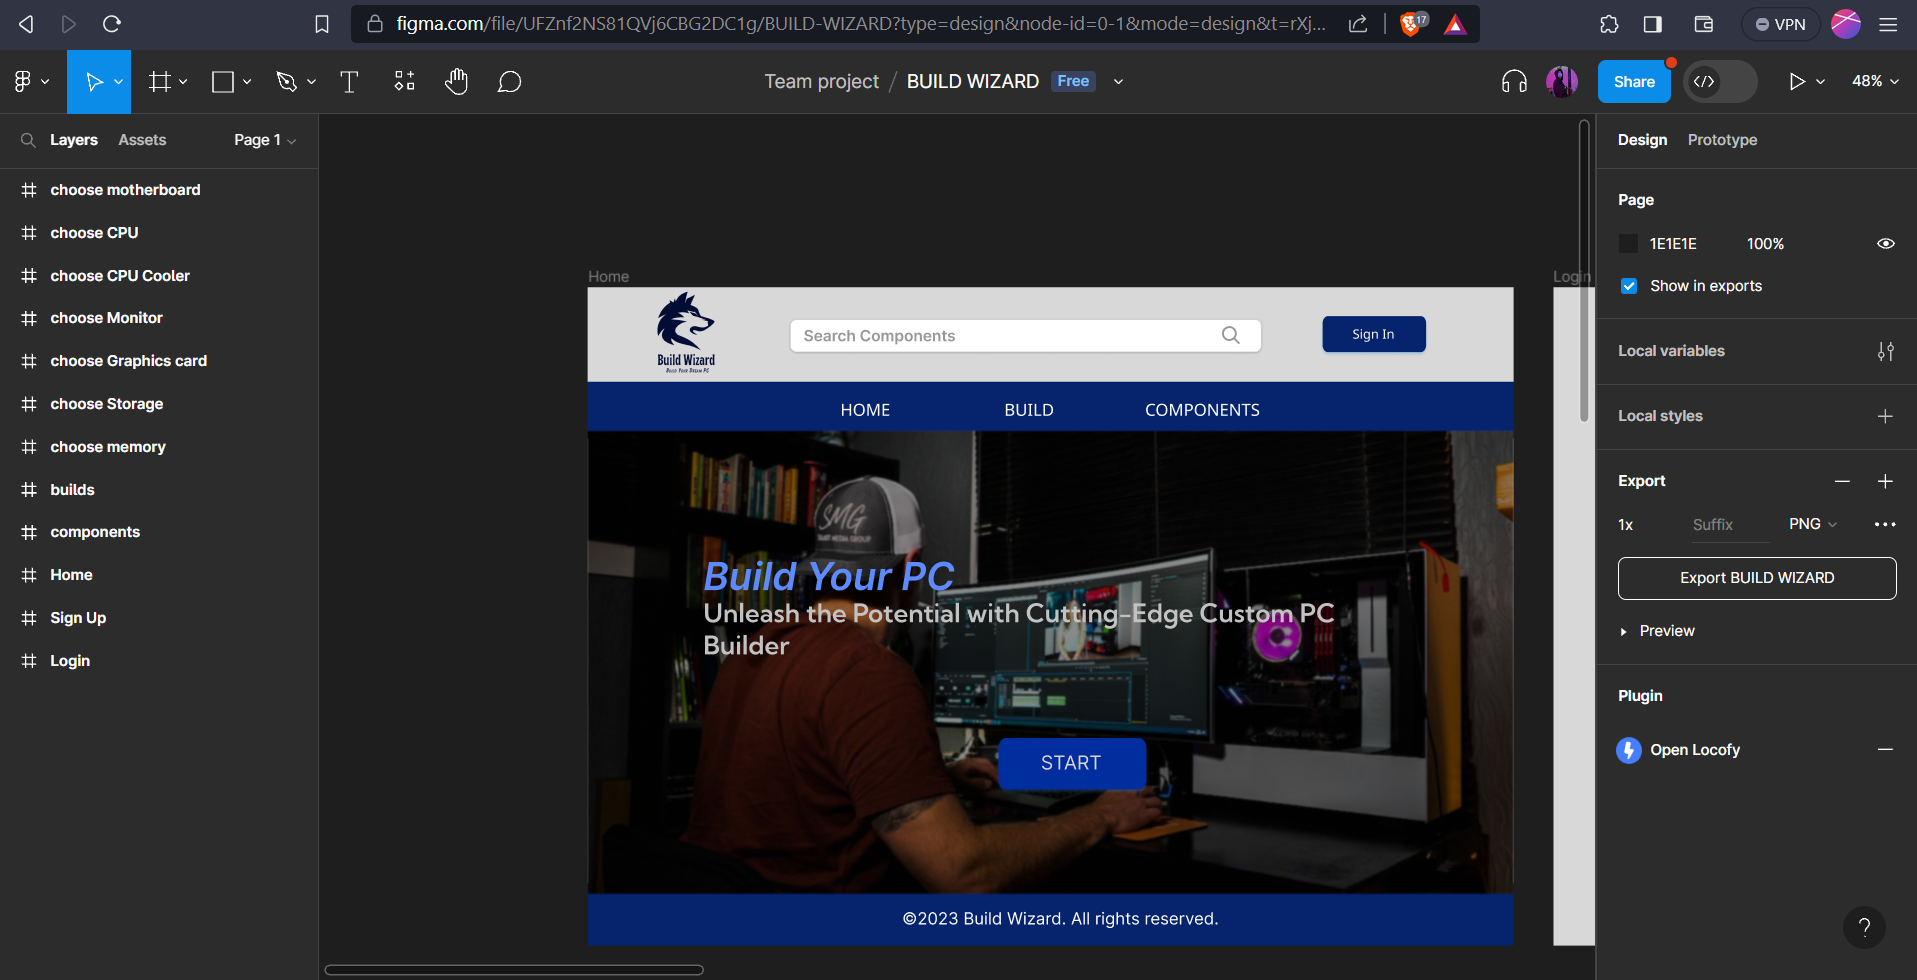 figma.com/file/UFZnf2NS81QVj6CBG2DC1g/BUILD-WIZARD?type=design&node-id=0-1&mode=design&t=rXj...
17
VPN
Team project / BUILD WIZARD Free
Share
48%
Layers Assets Page 1
choose motherboard
choose CPU
choose CPU Cooler
choose Monitor
choose Graphics card
choose Storage
choose memory
builds
components
Home
Sign Up
Login
Home
Login
Build Wizard
Build Your Dream PC
Search Components
Sign In
HOME BUILD COMPONENTS
SMG
Build Your PC
Unleash the Potential with Cutting-Edge Custom PC
Builder
START
©2023 Build Wizard. All rights reserved.
Design Prototype
Page
1E1E1E 100%
Show in exports
Local variables
Local styles
Export
1x Suffix PNG
Export BUILD WIZARD
Preview
Plugin
Open Locofy
?